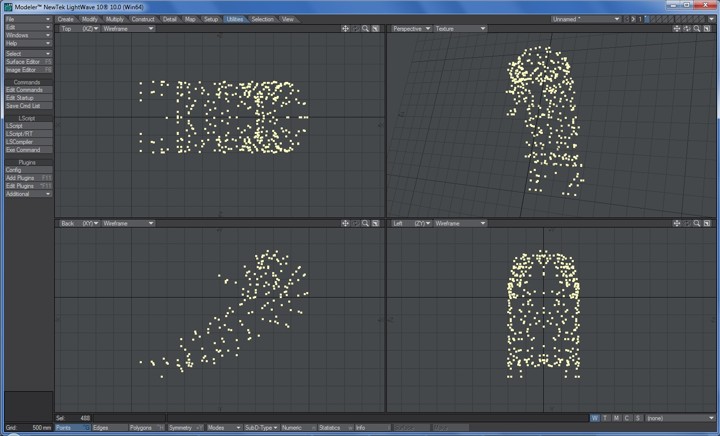 Modeler™ NewTek LightWave 10® 10.0 (Win64)
File Create Modify Multiply Construct Detail Map Setup Utilities Selection View Unnamed * 1
Edit
Windows
Help
Select
Surface Editor F5
Image Editor F6
Commands
Edit Commands
Edit Startup
Save Cmd List
LScript
LScript
LScript/RT
LSCompiler
Exe Command
Plugins
Config
Add Plugins
Edit Plugins
Additional
Top (XZ) Wireframe
Perspective Texture
Back (XY) Wireframe
Left (ZY) Wireframe
Sel: 488 W T M C S (none)
Grid: 500 mm Points Edges Polygons Symmetry Modes SubD-Type Numeric Statistics Info